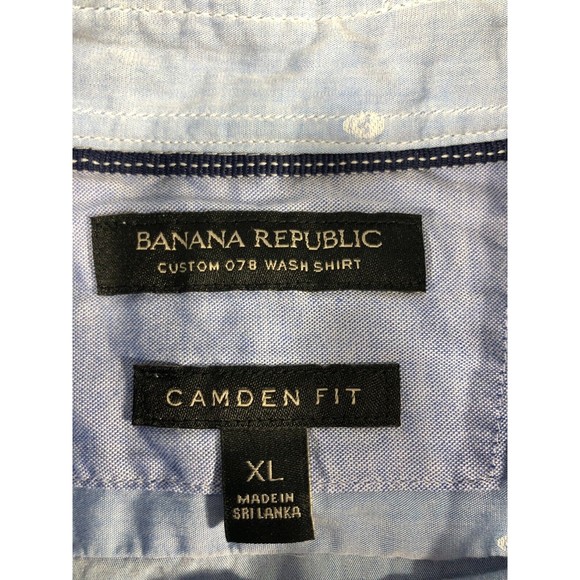 BANANA REPUBLIC
CUSTOM 078 WASH SHIRT
CAMDEN FIT
XL
MADE IN
SRI LANKA